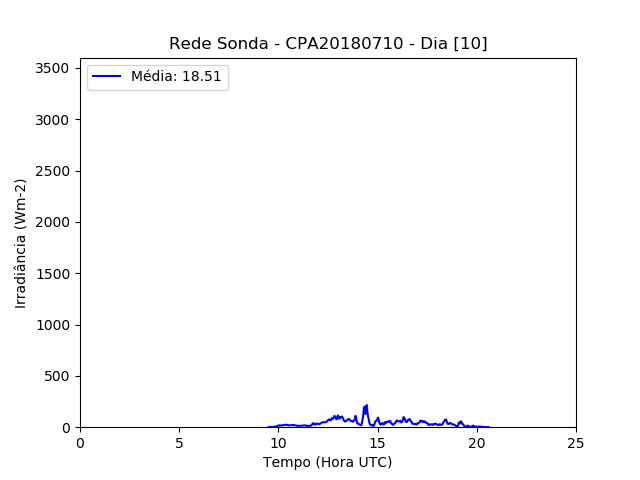 Rede Sonda - CPA20180710 - Dia [10]
Média: 18.51
3500
3000
2500
2000
1500
1000
500
0
Irradiância (Wm-2)
0 5 10 15 20 25
Tempo (Hora UTC)